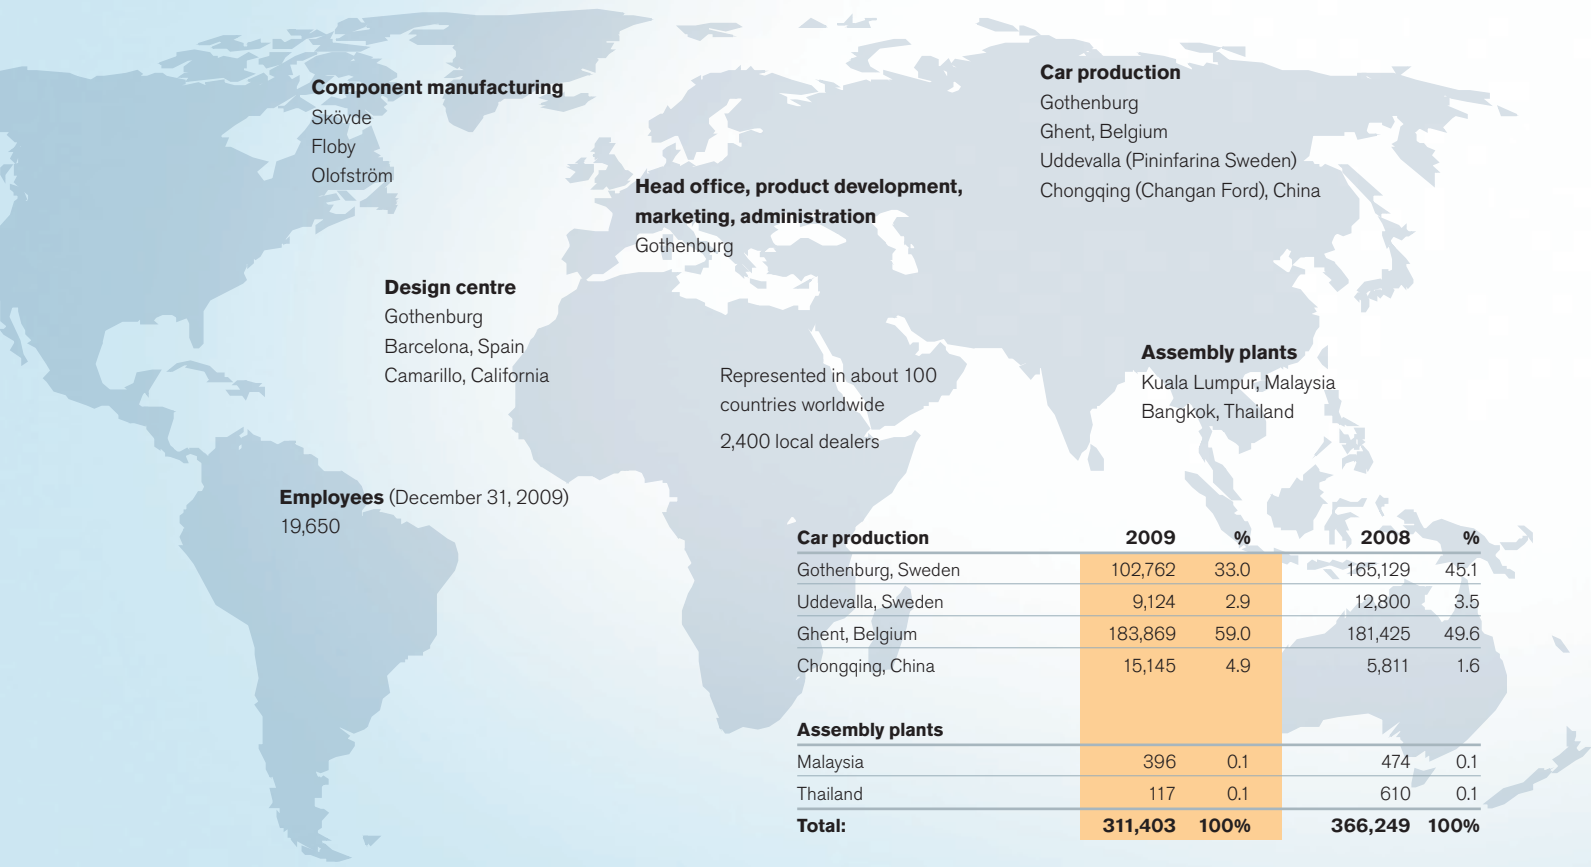 Component manufacturing
Skövde
Floby
Olofström
Head office, product development,
marketing, administration
Gothenburg
Car production
Gothenburg
Ghent, Belgium
Uddevalla (Pininfarina Sweden)
Chongqing (Changan Ford), China
Design centre
Gothenburg
Barcelona, Spain
Camarillo, California
Represented in about 100
countries worldwide
2,400 local dealers
Assembly plants
Kuala Lumpur, Malaysia
Bangkok, Thailand
Employees (December 31, 2009)
19,650
Car production 2009 % 2008 %
Gothenburg, Sweden 102,762 33.0 165,129 45.1
Uddevalla, Sweden 9,124 2.9 12,800 3.5
Ghent, Belgium 183,869 59.0 181,425 49.6
Chongqing, China 15,145 4.9 5,811 1.6
Assembly plants
Malaysia 396 0.1 474 0.1
Thailand 117 0.1 610 0.1
Total: 311,403 100% 366,249 100%